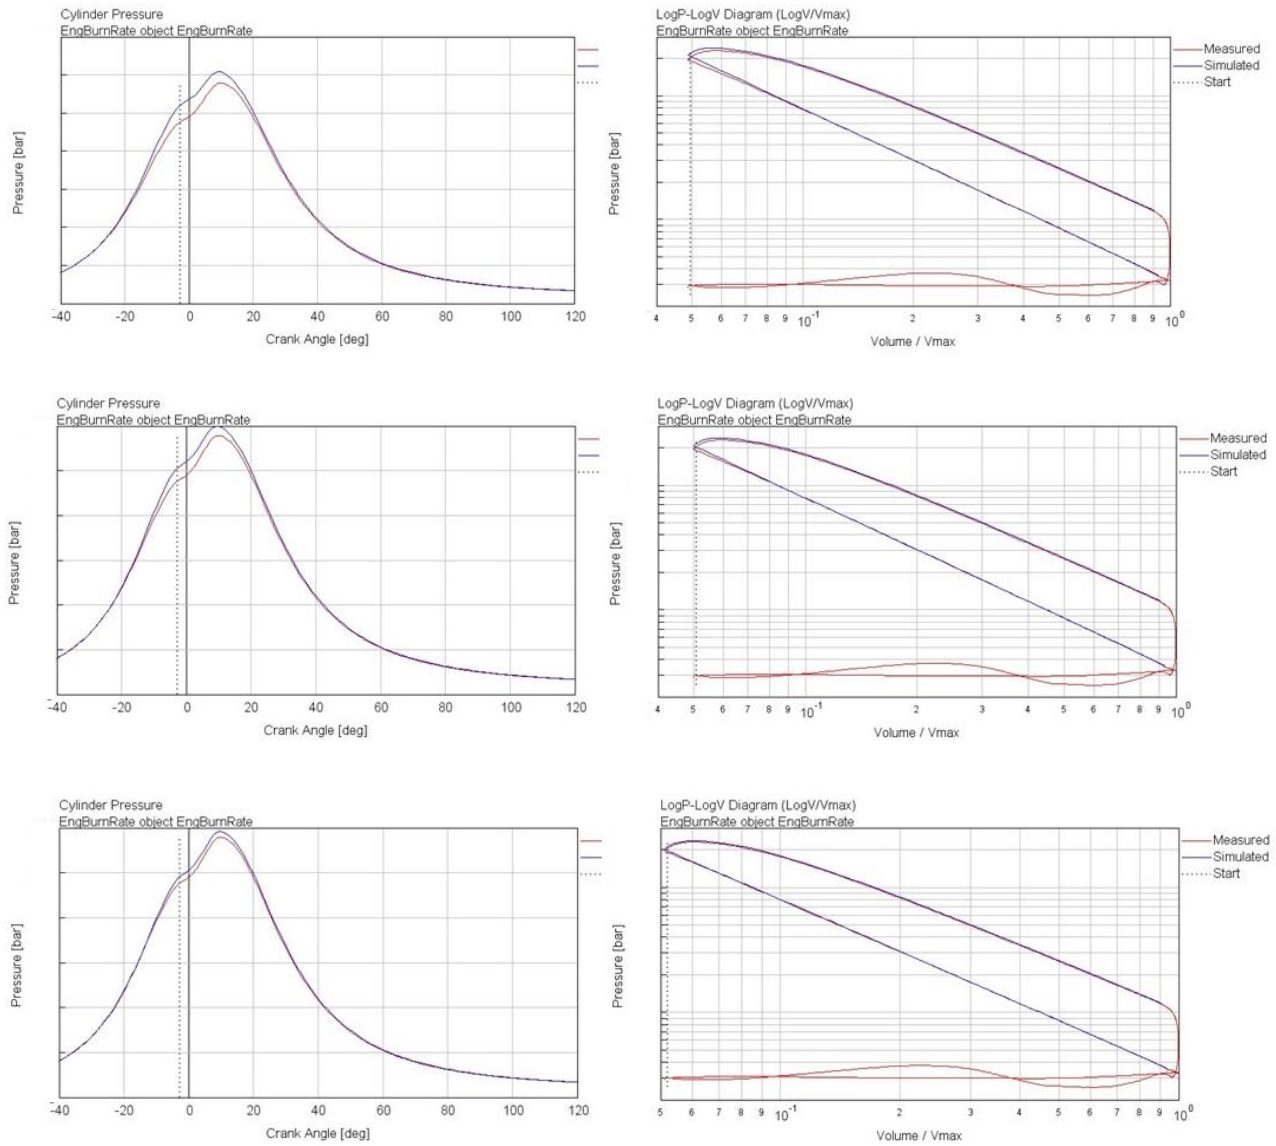 Cylinder Pressure
EngBurnRate object EngBurnRate
Pressure [bar]
-40 -20 0 20 40 60 80 100 120
Crank Angle [deg]
LogP-LogV Diagram (LogV/Vmax)
EngBurnRate object EngBurnRate
Measured
Simulated
Start
Pressure [bar]
4 5 6 7 8 9 10-1 2 3 4 5 6 7 8 9 100
Volume / Vmax
Cylinder Pressure
EngBurnRate object EngBurnRate
Pressure [bar]
-40 -20 0 20 40 60 80 100 120
Crank Angle [deg]
LogP-LogV Diagram (LogV/Vmax)
EngBurnRate object EngBurnRate
Measured
Simulated
Start
Pressure [bar]
4 5 6 7 8 9 10-1 2 3 4 5 6 7 8 9 100
Volume / Vmax
Cylinder Pressure
EngBurnRate object EngBurnRate
Pressure [bar]
-40 -20 0 20 40 60 80 100 120
Crank Angle [deg]
LogP-LogV Diagram (LogV/Vmax)
EngBurnRate object EngBurnRate
Measured
Simulated
Start
Pressure [bar]
5 6 7 8 9 10-1 2 3 4 5 6 7 8 9 100
Volume / Vmax